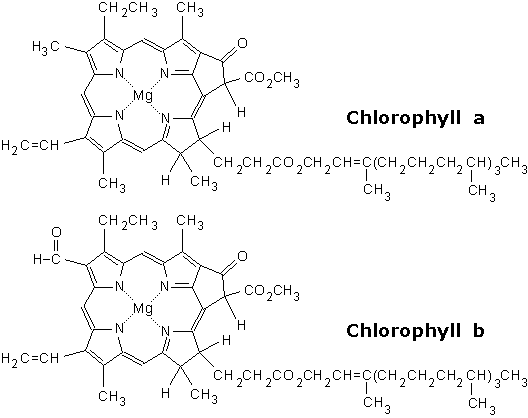 CH₂CH₃ CH₃
H₃C O
N N CO₂CH₃
Mg H
N N Chlorophyll a
H
H₂C=CH CH₂CH₂CO₂CH₂CH=C(CH₂CH₂CH₂CH)₃CH₃
CH₃ H CH₃ CH₃ CH₃
O CH₂CH₃ CH₃
H-C O
N N CO₂CH₃
Mg H
N N Chlorophyll b
H
H₂C=CH CH₂CH₂CO₂CH₂CH=C(CH₂CH₂CH₂CH)₃CH₃
CH₃ H CH₃ CH₃ CH₃